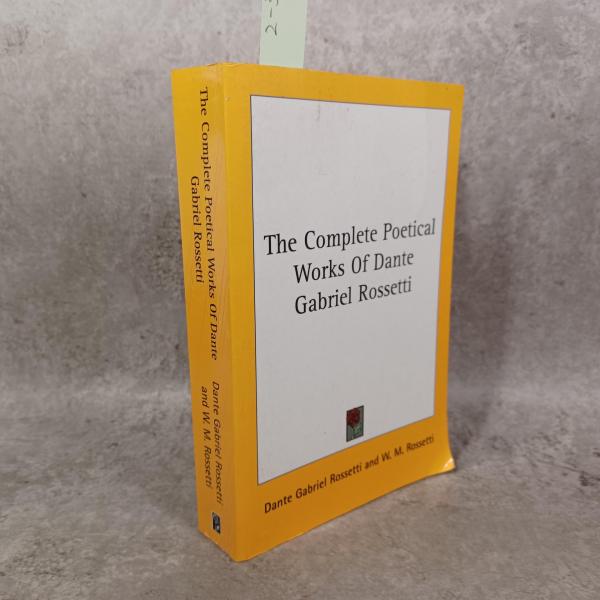 The Complete Poetical Works Of Dante
Gabriel Rossetti
Dante Gabriel Rossetti
and W. M. Rossetti
The Complete Poetical
Works Of Dante
Gabriel Rossetti
Dante Gabriel Rossetti and W. M. Rossetti